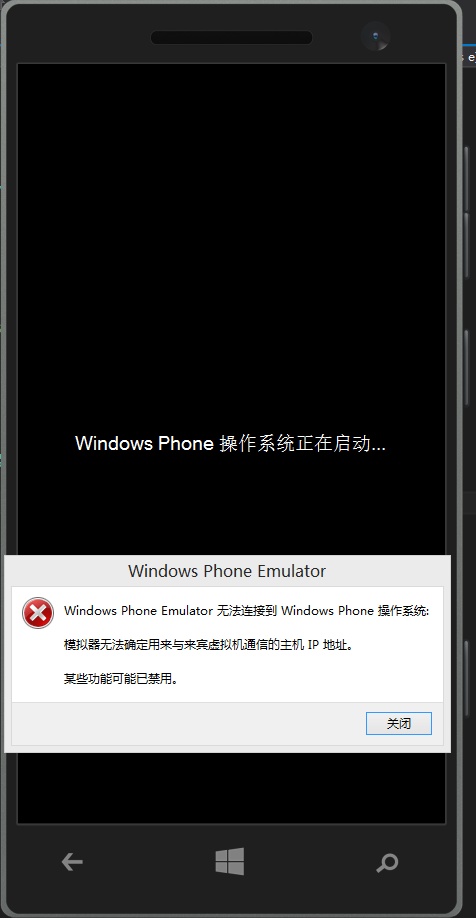 s e
Windows Phone 操作系统正在启动...
Windows Phone Emulator
Windows Phone Emulator 无法连接到 Windows Phone 操作系统:
模拟器无法确定用来与来宾虚拟机通信的主机 IP 地址。
某些功能可能已禁用。
关闭